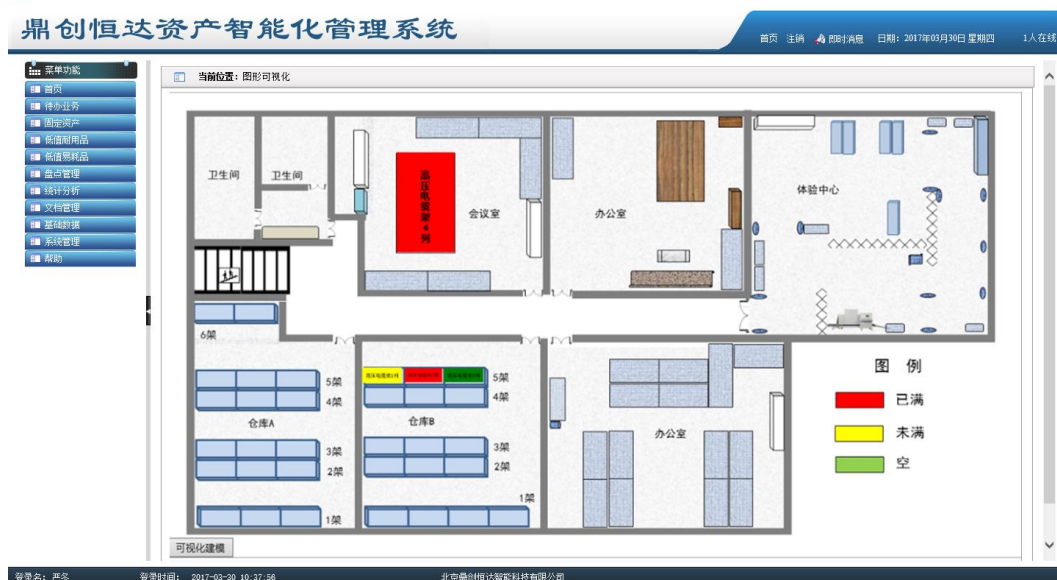 鼎创恒达资产智能化管理系统
首页 注销 即时消息 日期：2017年03月30日 星期四 1人在线
菜单功能
首页
待办业务
固定资产
低值耐用品
低值易耗品
盘点管理
统计分析
文档管理
基础数据
系统管理
帮助
当前位置：图形可视化
卫生间
卫生间
高压电缆架4列
会议室
办公室
体验中心
6架
5架
4架
仓库A
3架
2架
1架
5架
4架
仓库B
3架
2架
1架
办公室
图 例
已满
未满
空
可视化建模
登录名：严冬 登录时间： 2017-03-30 10:37:56 北京鼎创恒达智能科技有限公司